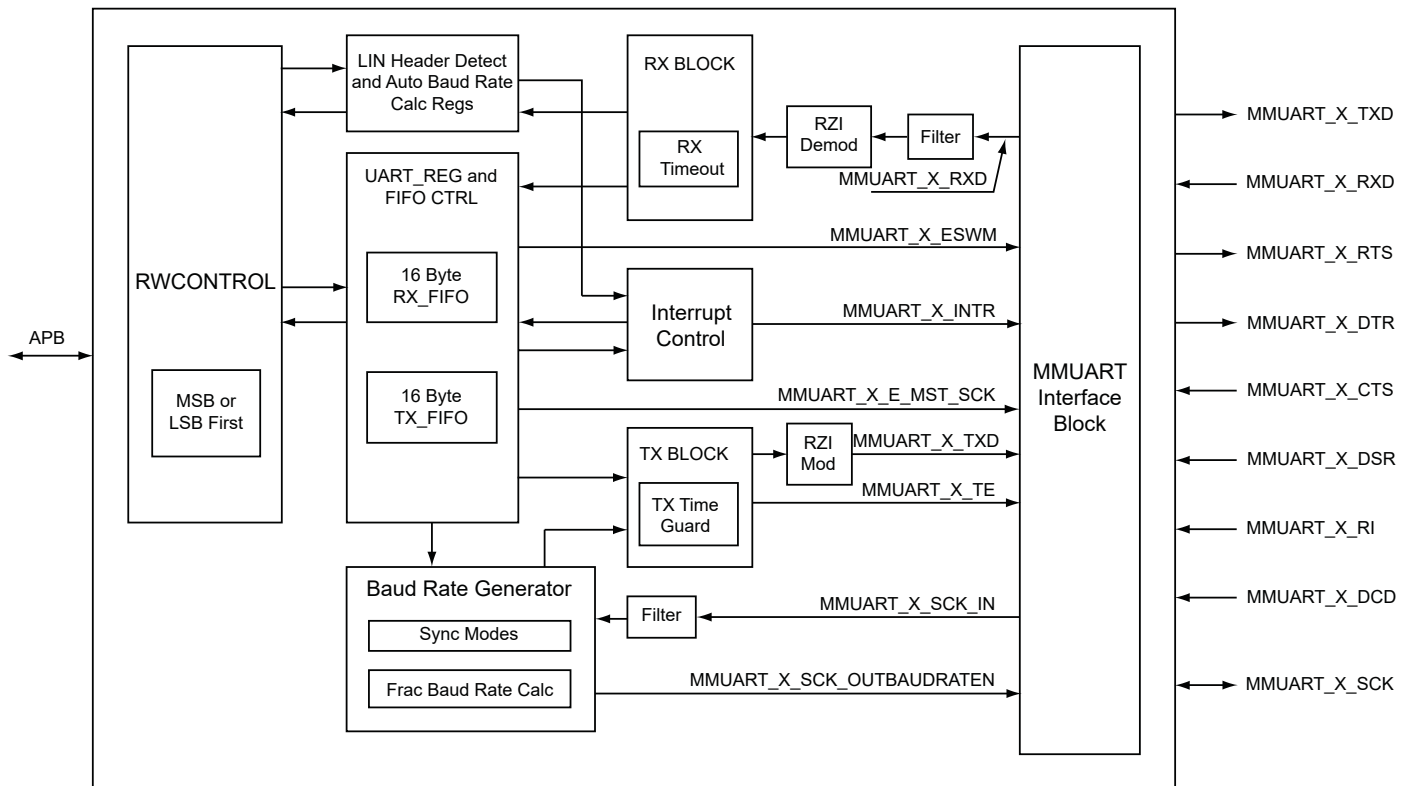 LIN Header Detect
and Auto Baud Rate
Calc Regs
RX BLOCK
RX
Timeout
RZI
Demod
Filter
MMUART_X_RXD
UART_REG and
FIFO CTRL
16 Byte
RX_FIFO
16 Byte
TX_FIFO
RWCONTROL
MSB or
LSB First
APB
MMUART_X_ESWM
Interrupt
Control
MMUART_X_INTR
MMUART_X_E_MST_SCK
TX BLOCK
TX Time
Guard
RZI
Mod
MMUART_X_TXD
MMUART_X_TE
Baud Rate Generator
Sync Modes
Frac Baud Rate Calc
Filter
MMUART_X_SCK_IN
MMUART_X_SCK_OUTBAUDRATEN
MMUART
Interface
Block
MMUART_X_TXD
MMUART_X_RXD
MMUART_X_RTS
MMUART_X_DTR
MMUART_X_CTS
MMUART_X_DSR
MMUART_X_RI
MMUART_X_DCD
MMUART_X_SCK